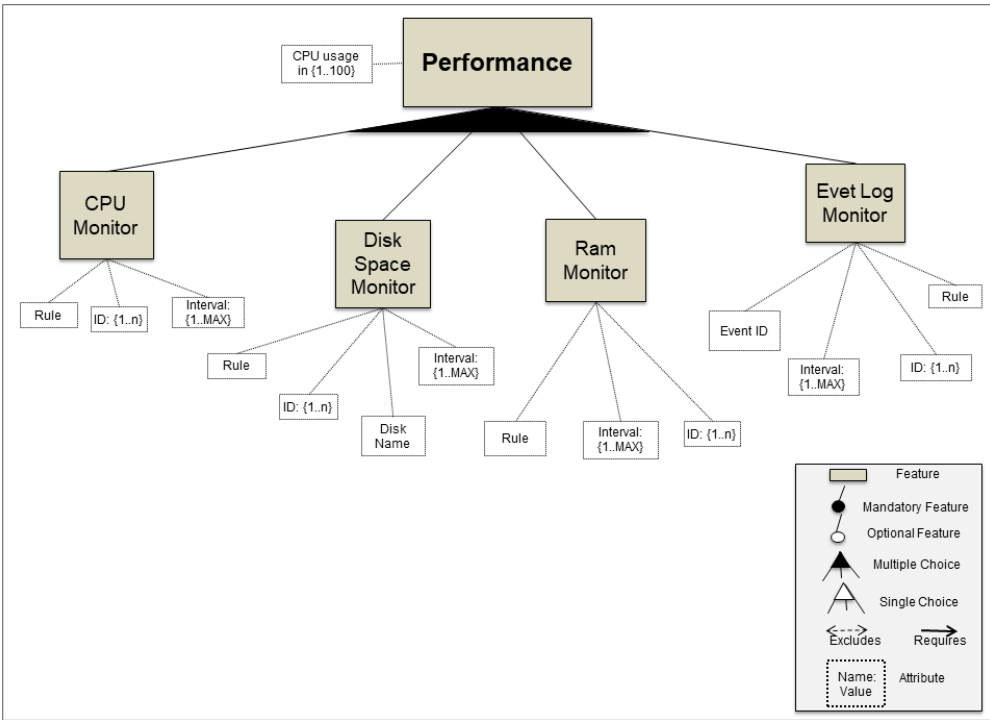 Performance
CPU usage
in {1..100}
CPU
Monitor
Disk
Space
Monitor
Ram
Monitor
Evet Log
Monitor
Rule
ID: {1..n}
Interval:
{1..MAX}
Rule
ID: {1..n}
Disk
Name
Interval:
{1..MAX}
Rule
Interval:
{1..MAX}
ID: {1..n}
Event ID
Interval:
{1..MAX}
ID: {1..n}
Rule
Feature
Mandatory Feature
Optional Feature
Multiple Choice
Single Choice
Excludes
Requires
Name:
Value
Attribute